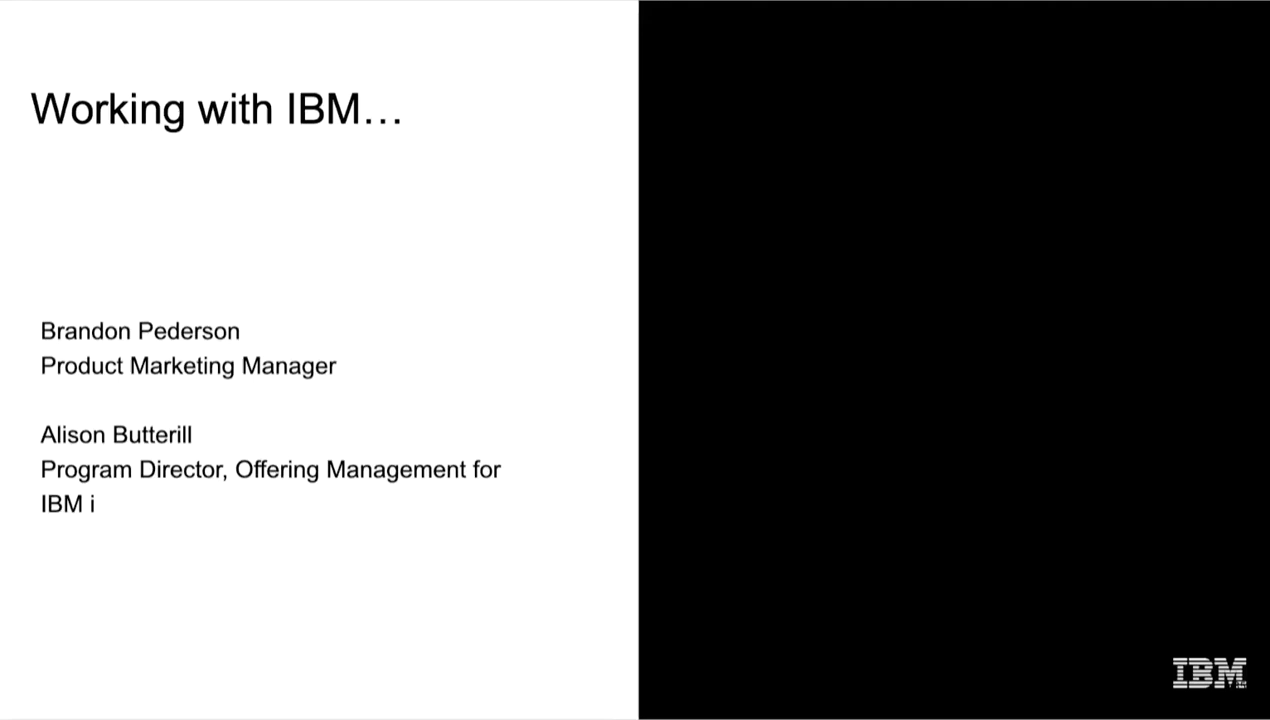 Working with IBM…
Brandon Pederson
Product Marketing Manager
Alison Butterill
Program Director, Offering Management for
IBM i
IBM